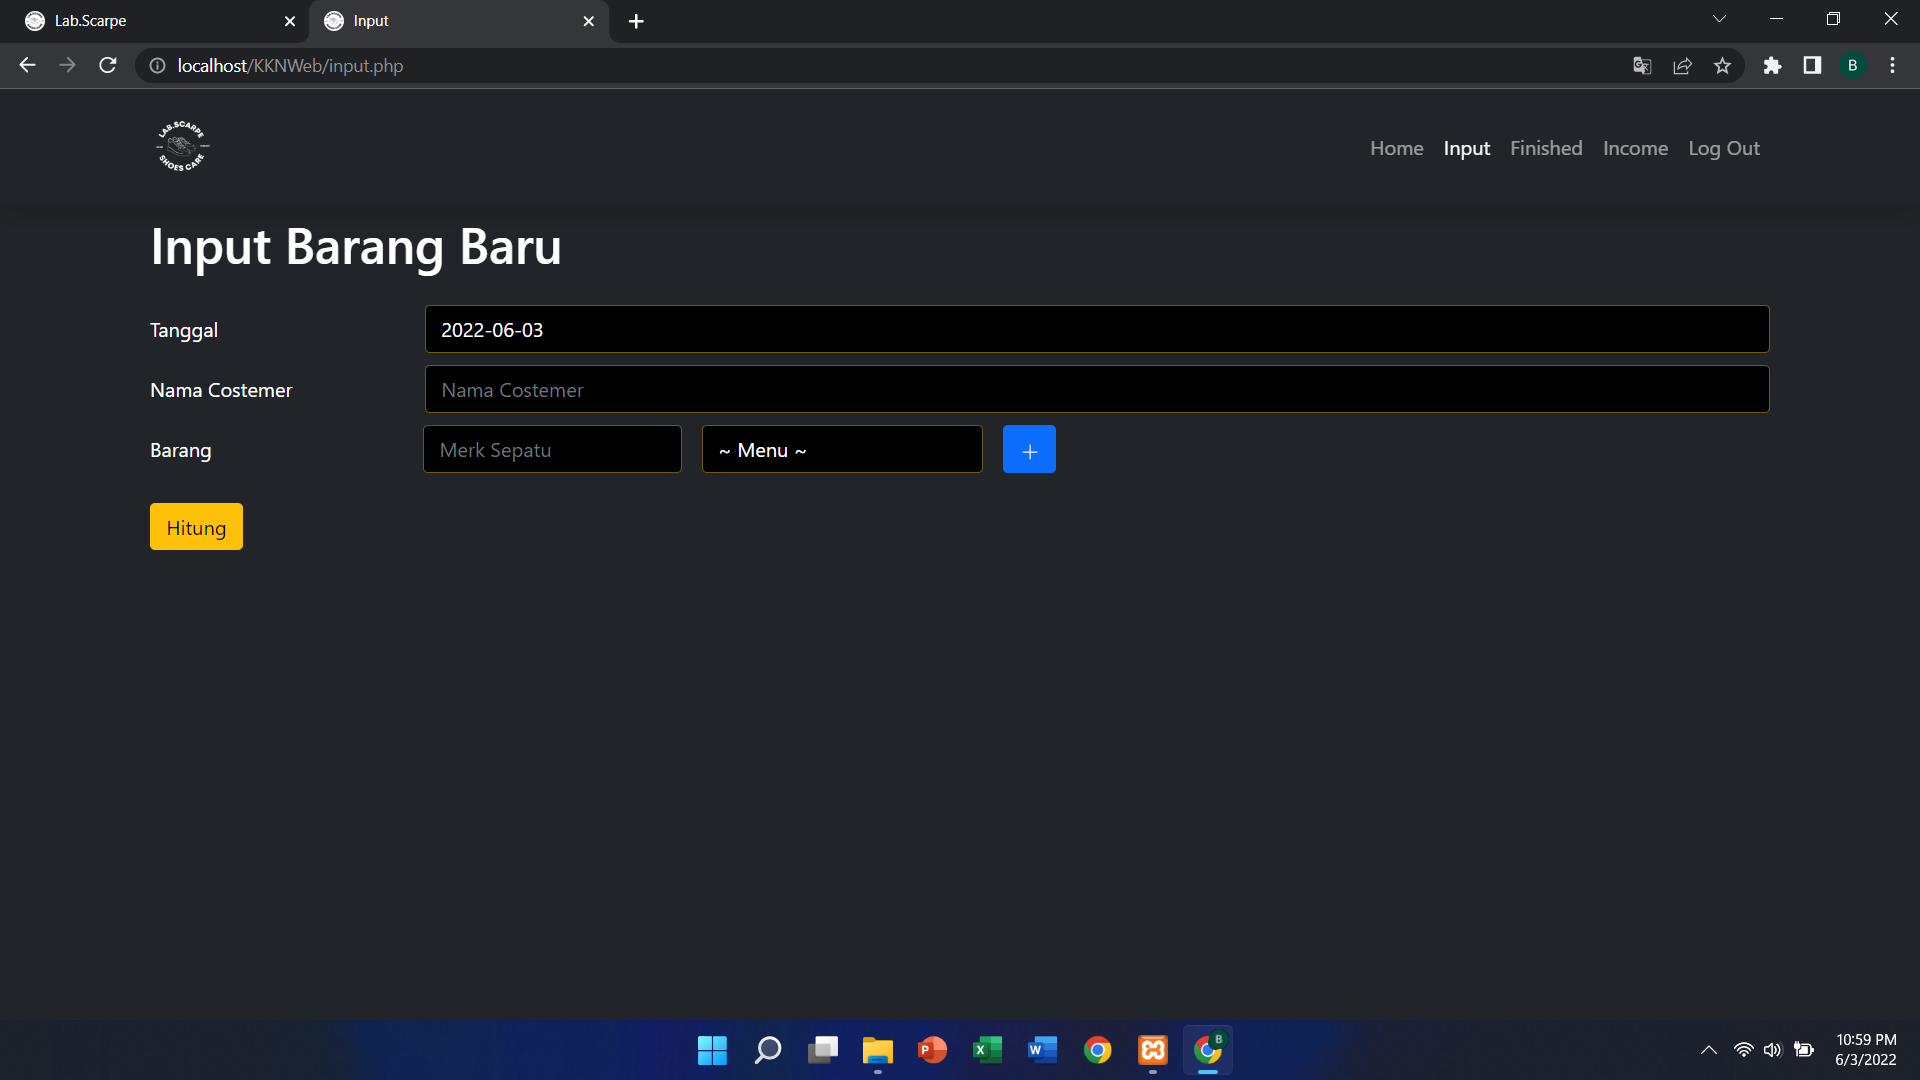 Lab.Scarpe
Input
localhost/KKNWeb/input.php
B
LAB.SCARPE
SHOES CARE
Home Input Finished Income Log Out
Input Barang Baru
Tanggal 2022-06-03
Nama Costemer Nama Costemer
Barang Merk Sepatu ~ Menu ~ +
Hitung
10:59 PM
6/3/2022